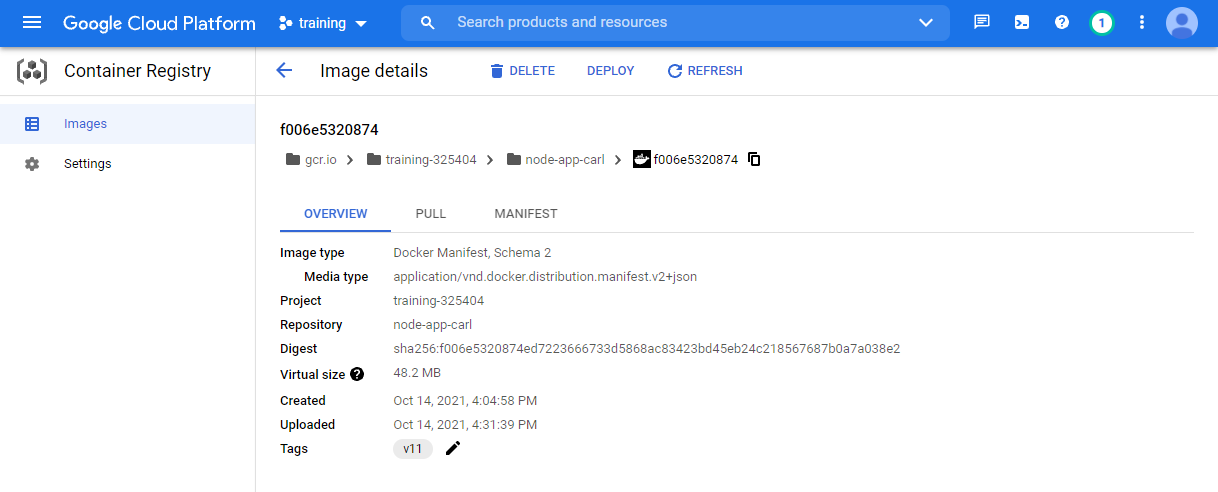 Google Cloud Platform training Search products and resources 1
Container Registry Image details DELETE DEPLOY REFRESH
Images
Settings
f006e5320874
gcr.io training-325404 node-app-carl f006e5320874
OVERVIEW PULL MANIFEST
Image type Docker Manifest, Schema 2
Media type application/vnd.docker.distribution.manifest.v2+json
Project training-325404
Repository node-app-carl
Digest sha256:f006e5320874ed7223666733d5868ac83423bd45eb24c218567687b0a7a038e2
Virtual size 48.2 MB
Created Oct 14, 2021, 4:04:58 PM
Uploaded Oct 14, 2021, 4:31:39 PM
Tags v11